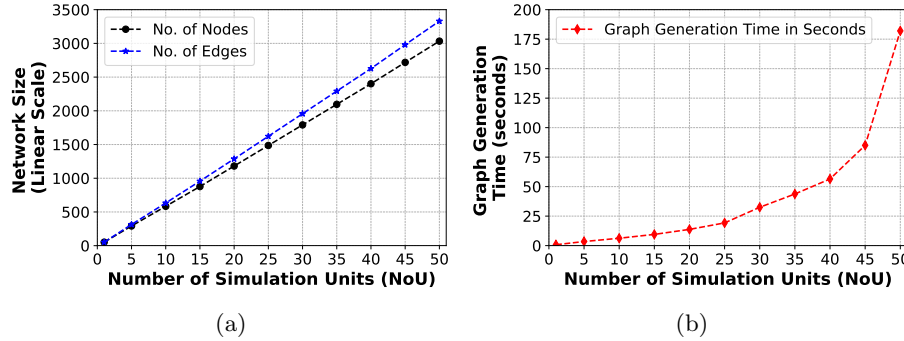 3500
3000
2500
2000
1500
1000
500
0
Network Size
(Linear Scale)
No. of Nodes
No. of Edges
0 1 5 10 15 20 25 30 35 40 45 50
Number of Simulation Units (NoU)
(a)
200
175
150
125
100
75
50
25
0
Graph Generation
Time (seconds)
Graph Generation Time in Seconds
0 1 5 10 15 20 25 30 35 40 45 50
Number of Simulation Units (NoU)
(b)